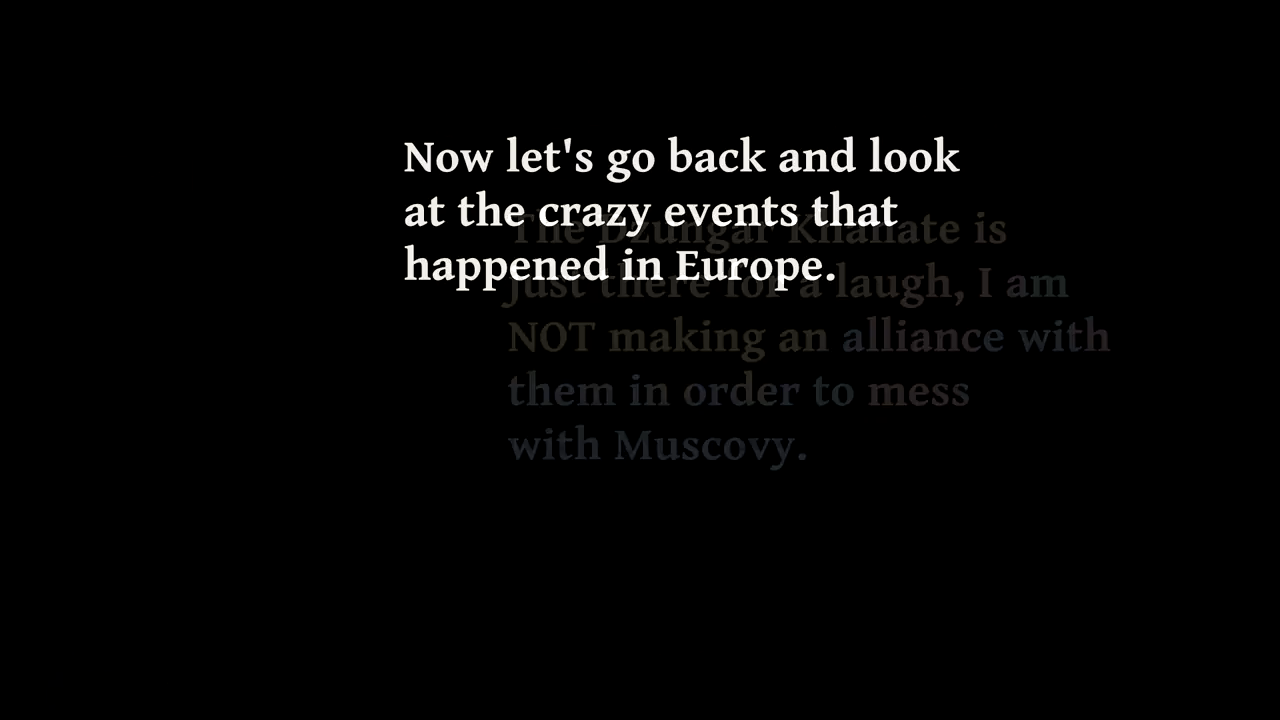 Now let's go back and look
at the crazy events that
happened in Europe.
The Dzungar Khanate is
just there for a laugh, I am
NOT making an alliance with
them in order to mess
with Muscovy.